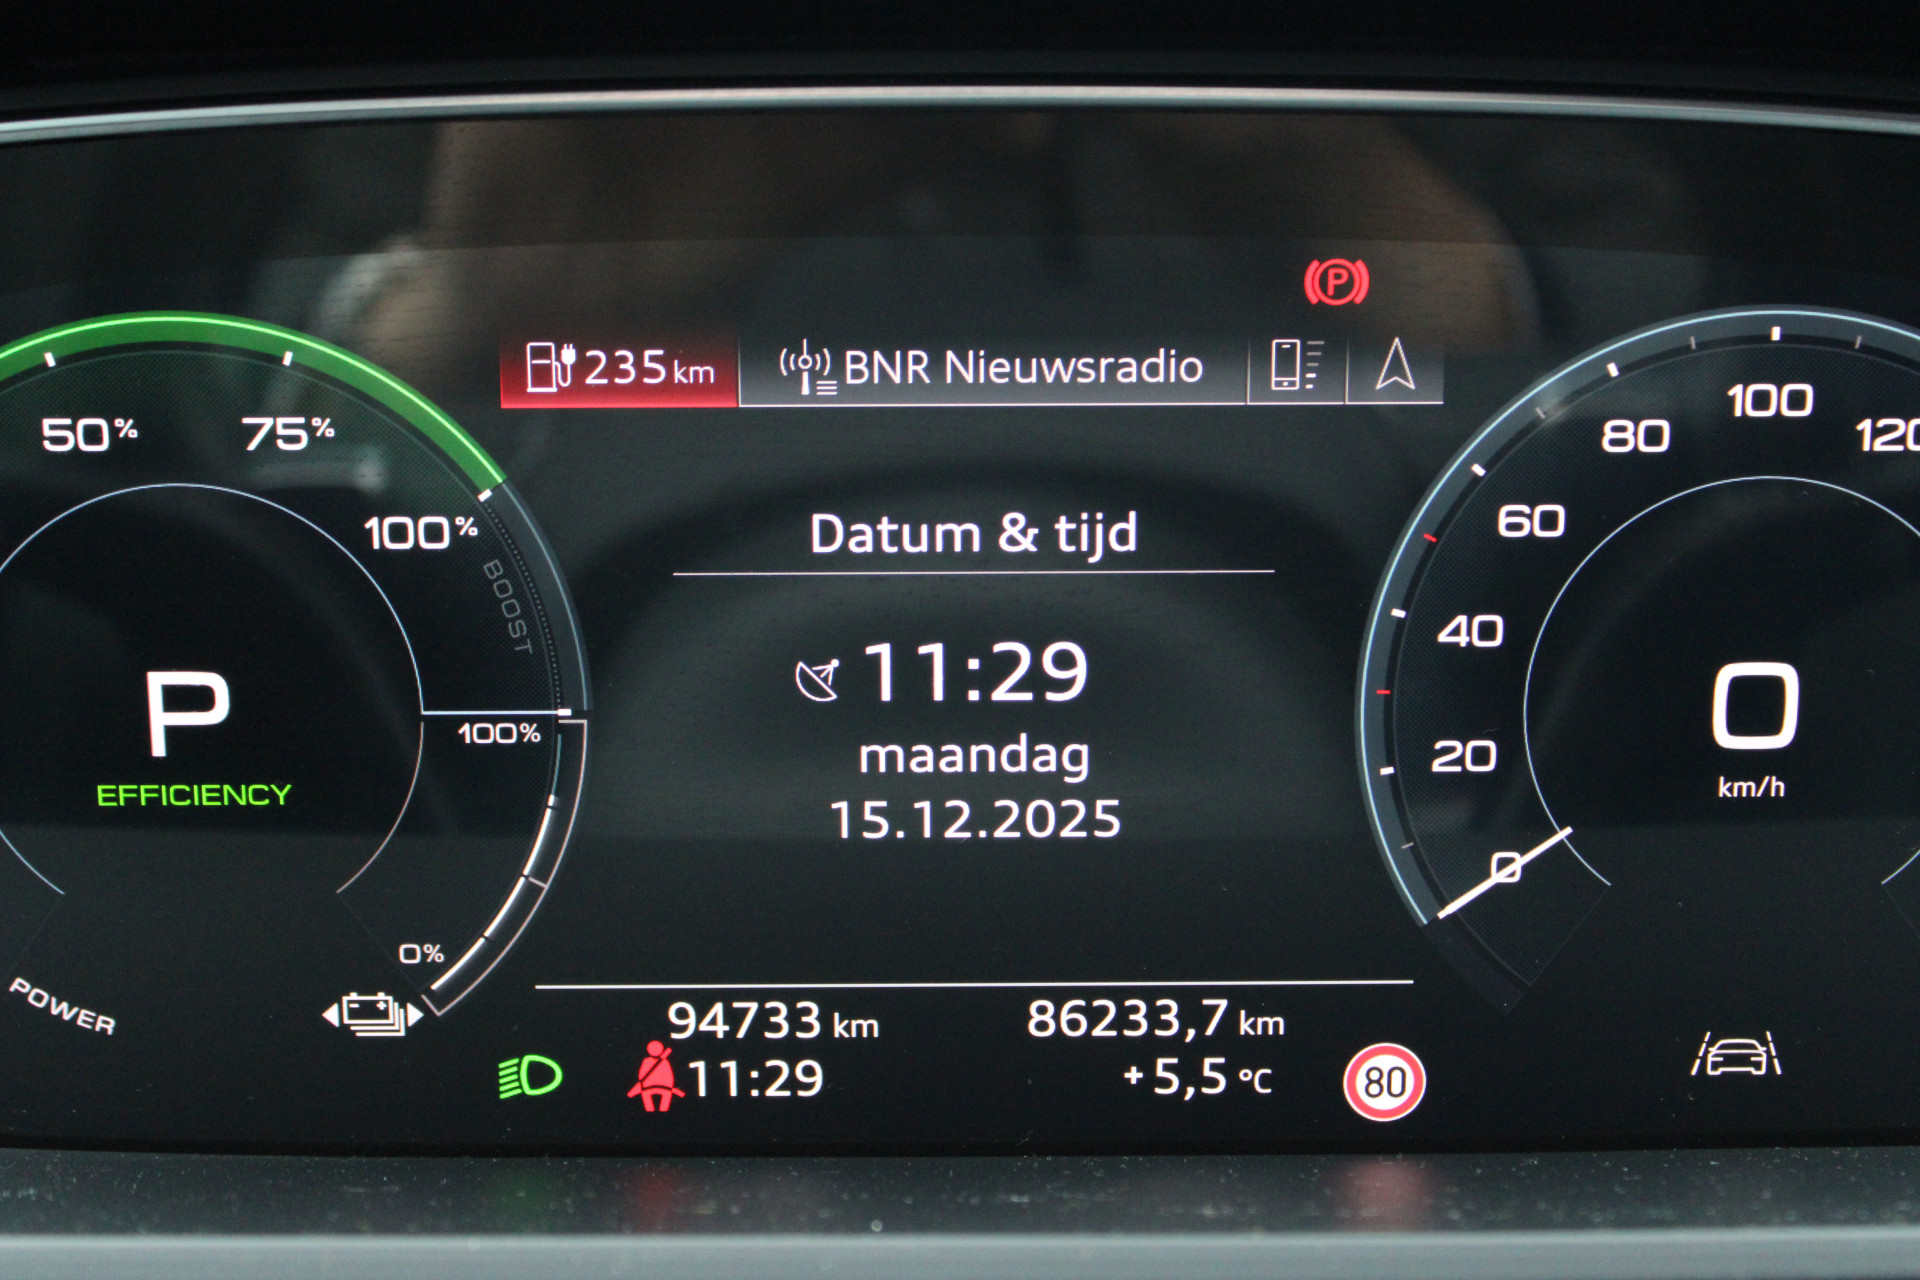 P
235 km BNR Nieuwsradio
50% 75% 100%
BOOST
100%
0%
P
EFFICIENCY
POWER
Datum & tijd
11:29
maandag
15.12.2025
94733 km 86233,7 km
11:29 +5,5 °C
80
0 20 40 60 80 100 120
0
km/h